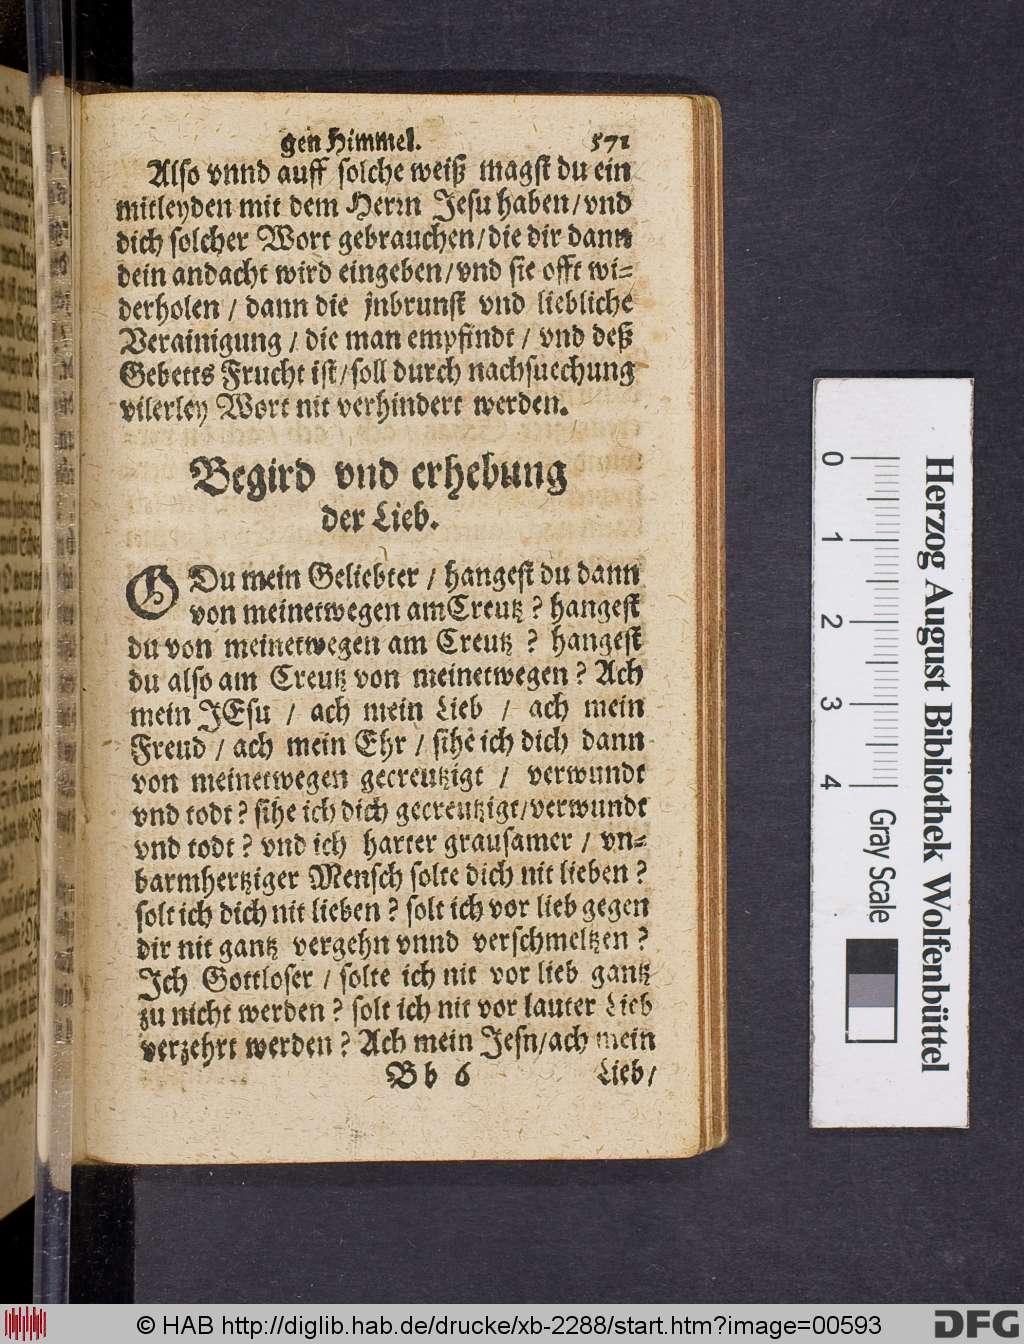 gen Himmel. 571
Also vnnd auff solche weiß magst du ein
mitleyden mit dem Herrn Jesu haben/vnd
dich solcher Wort gebrauchen/die dir dann
dein andacht wird eingeben/vnd sie offt wi-
derholen / dann die jnbrunst vnd liebliche
Verainigung / die man empfindt / vnd deß
Gebetts Frucht ist/soll durch nachsuechung
vilerley Wort nit verhindert werden.
Begird vnd erhebung
der Lieb.
O Du mein Geliebter / hangest du dann
von meinetwegen am Creutz ? hangest
du von meinetwegen am Creutz ? hangest
du also am Creutz von meinetwegen ? Ach
mein JEsu / ach mein Lieb / ach mein
Freud / ach mein Ehr / sihe ich dich dann
von meinetwegen gecreutzigt / verwundt
vnd todt ? sihe ich dich gecreutzigt/verwundt
vnd todt ? vnd ich harter grausamer / vn-
barmhertziger Mensch solte dich nit lieben ?
solt ich dich nit lieben ? solt ich vor lieb gegen
dir nit gantz vergehn vnnd verschmeltzen ?
Ich Gottloser / solte ich nit vor lieb gantz
zu nicht werden ? solt ich nit vor lauter Lieb
verzehrt werden ? Ach mein Jesn/ach mein
B b 6 Lieb/
0 1 2 3 4
Gray Scale
Herzog August Bibliothek Wolfenbüttel
© HAB http://diglib.hab.de/drucke/xb-2288/start.htm?image=00593
DFG